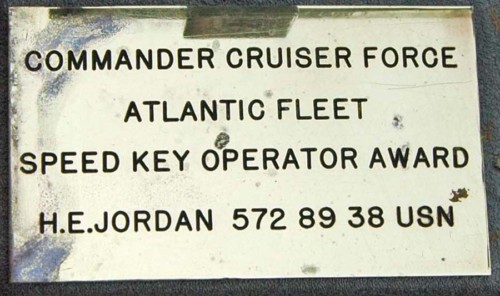 COMMANDER CRUISER FORCE
ATLANTIC FLEET
SPEED KEY OPERATOR AWARD
H.E.JORDAN 572 89 38 USN